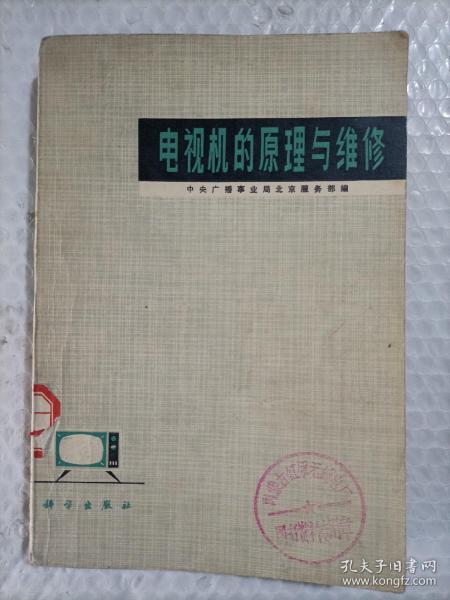 电视机的原理与维修
中央广播事业局北京服务部编
科学出版社
孔夫子旧书网
www.kongfz.com